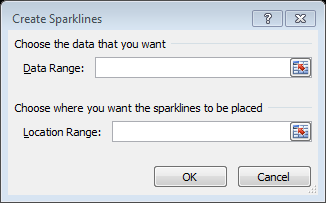 Create Sparklines
Choose the data that you want
Data Range:
Choose where you want the sparklines to be placed
Location Range:
OK Cancel